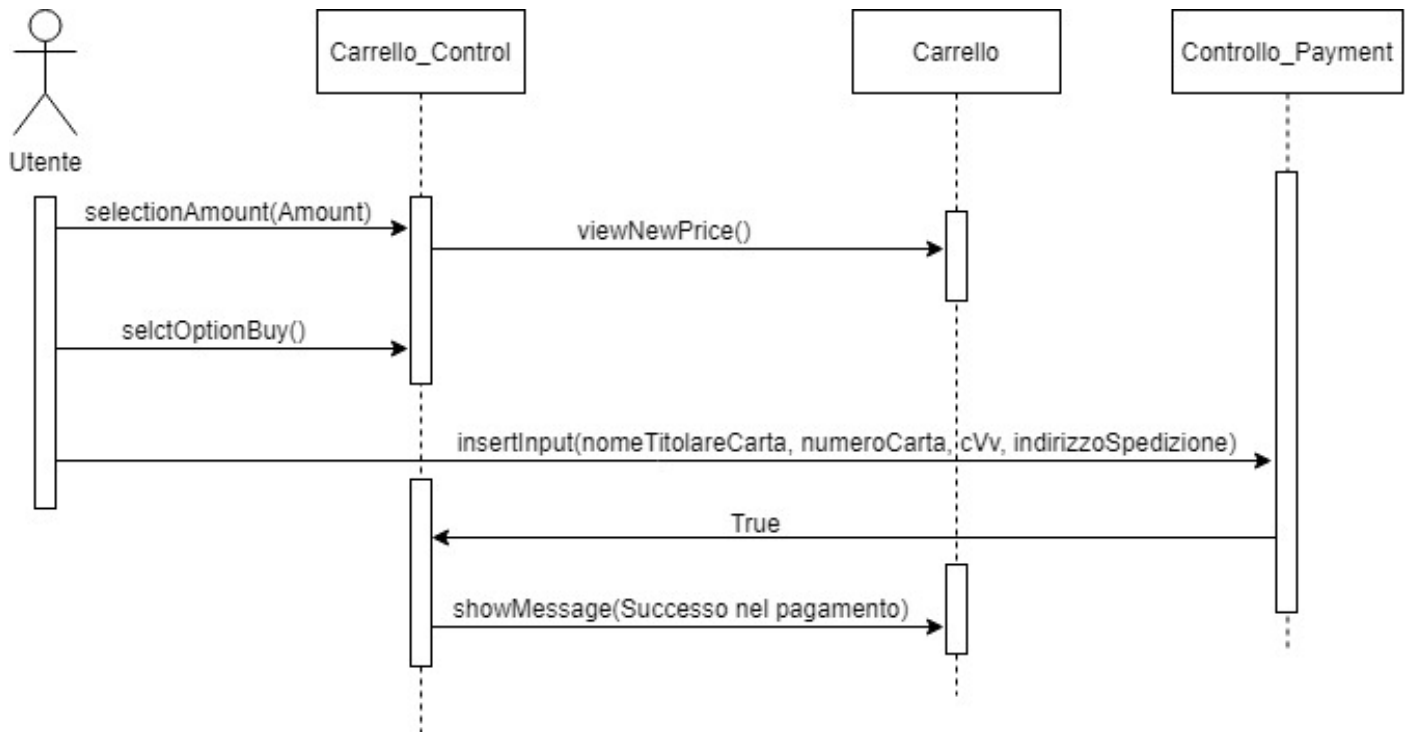 Carrello_Control
Carrello
Controllo_Payment
Utente
selectionAmount(Amount)
viewNewPrice()
selctOptionBuy()
insertInput(nomeTitolareCarta, numeroCarta, cVv, indirizzoSpedizione)
True
showMessage(Successo nel pagamento)